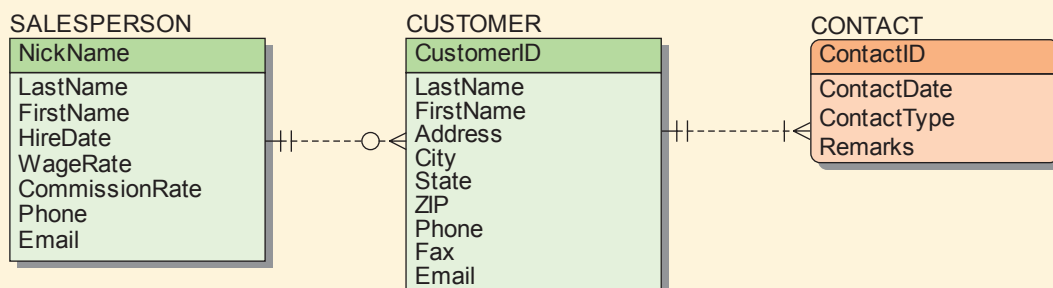 SALESPERSON
NickName
LastName
FirstName
HireDate
WageRate
CommissionRate
Phone
Email
CUSTOMER
CustomerID
LastName
FirstName
Address
City
State
ZIP
Phone
Fax
Email
CONTACT
ContactID
ContactDate
ContactType
Remarks